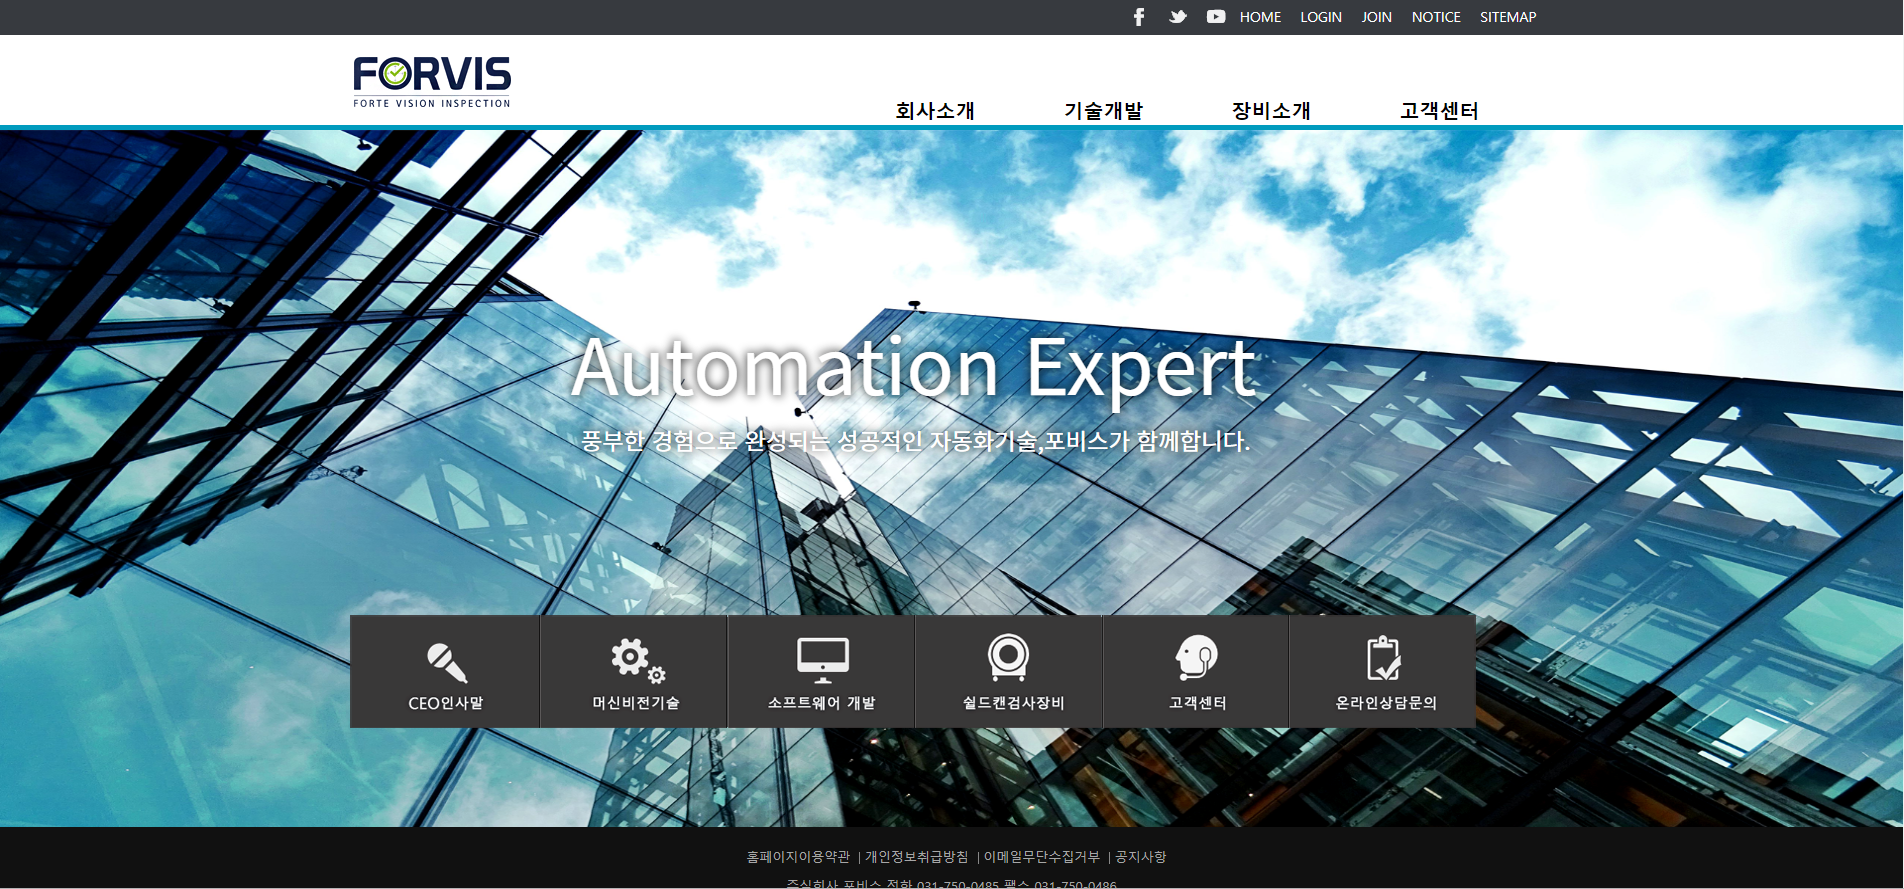 HOME LOGIN JOIN NOTICE SITEMAP
FORVIS
FORTE VISION INSPECTION
회사소개 기술개발 장비소개 고객센터
Automation Expert
풍부한 경험으로 완성되는 성공적인 자동화기술,포비스가 함께합니다.
CEO인사말 머신비전기술 소프트웨어 개발 쉴드캔검사장비 고객센터 온라인상담문의
홈페이지이용약관 | 개인정보취급방침 | 이메일무단수집거부 | 공지사항
주식회사 포비스 전화 031-750-0485 팩스 031-750-0486